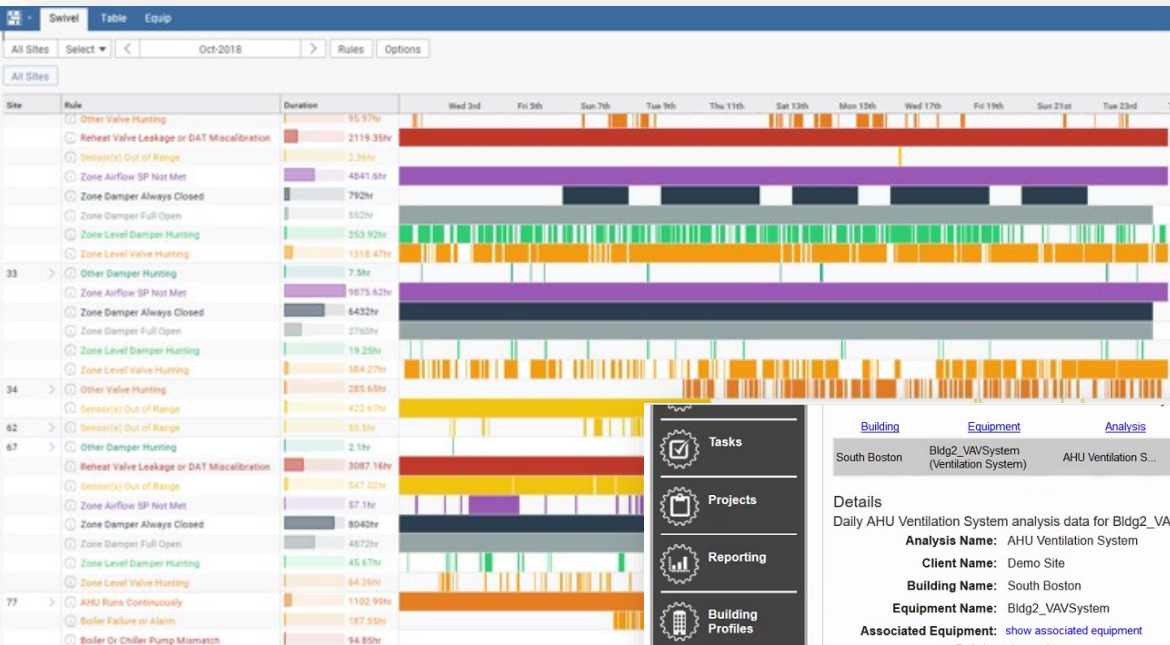 Swivel Table Equip
All Sites Select Oct-2018 Rules Options
All Sites
Site Rule Duration Wed 3rd Fri 5th Sun 7th Tue 9th Thu 11th Sat 13th Mon 15th Wed 17th Fri 19th Sun 21st Tue 23rd
Other Valve Hunting 95.97hr
Reheat Valve Leakage or DAT Miscalibration 2119.35hr
Sensor(s) Out of Range 2.36hr
Zone Airflow SP Not Met 4841.6hr
Zone Damper Always Closed 792hr
Zone Damper Full Open 552hr
Zone Level Damper Hunting 353.92hr
Zone Level Valve Hunting 1318.47hr
33 Other Damper Hunting 7.5hr
Zone Airflow SP Not Met 9875.62hr
Zone Damper Always Closed 6432hr
Zone Damper Full Open 2760hr
Zone Level Damper Hunting 19.25hr
Zone Level Valve Hunting 584.27hr
34 Other Valve Hunting 285.65hr
Sensor(s) Out of Range 422.67hr
62 Sensor(s) Out of Range 55.5hr
67 Other Damper Hunting 2.1hr
Reheat Valve Leakage or DAT Miscalibration 3087.16hr
Sensor(s) Out of Range 547.02hr
Zone Airflow SP Not Met 57.1hr
Zone Damper Always Closed 8040hr
Zone Damper Full Open 4872hr
Zone Level Damper Hunting 45.67hr
Zone Level Valve Hunting 64.26hr
77 AHU Runs Continuously 1102.99hr
Boiler Failure or Alarm 187.55hr
Boiler Or Chiller Pump Mismatch 94.85hr
Tasks
Projects
Reporting
Building
Profiles
Building Equipment Analysis
South Boston Bldg2_VAVSystem AHU Ventilation S...
(Ventilation System)
Details
Daily AHU Ventilation System analysis data for Bldg2_VA
Analysis Name: AHU Ventilation System
Client Name: Demo Site
Building Name: South Boston
Equipment Name: Bldg2_VAVSystem
Associated Equipment: show associated equipment